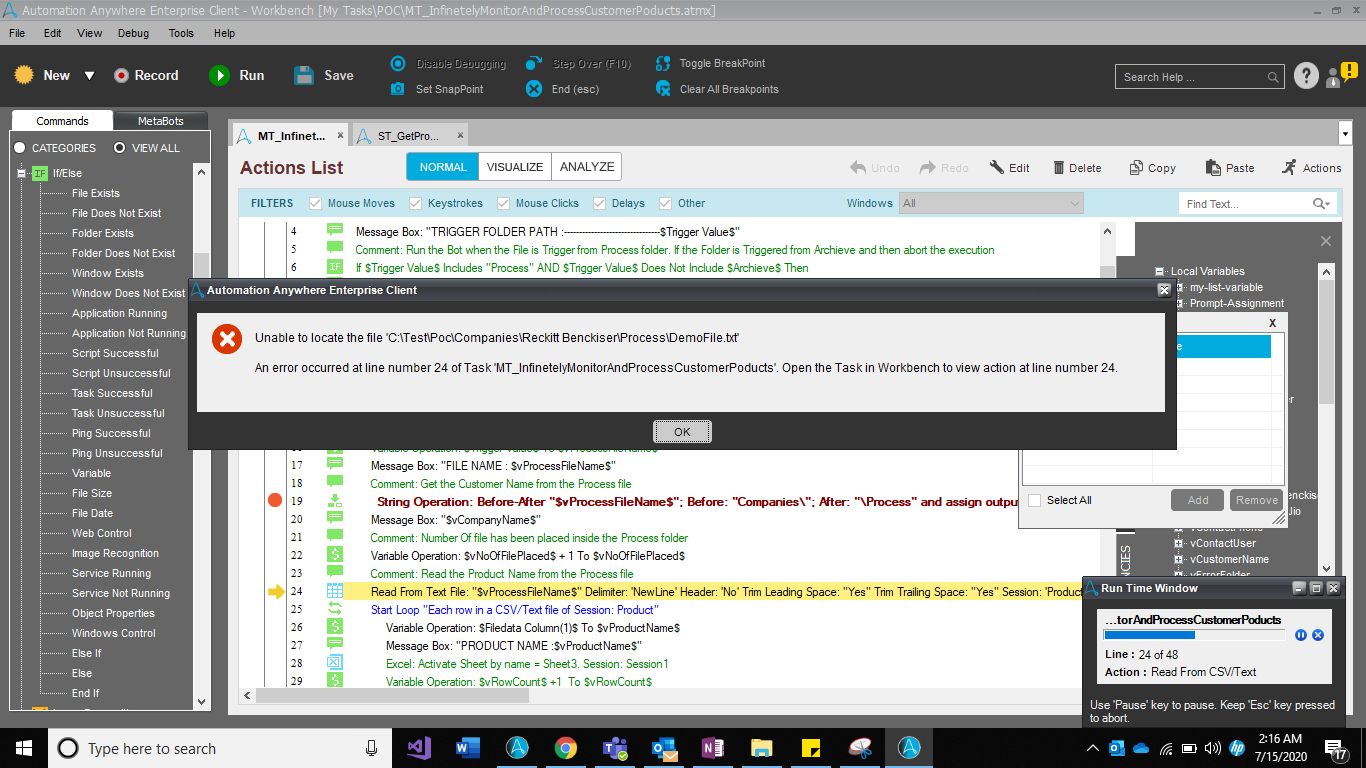 Automation Anywhere Enterprise Client - Workbench [My Tasks\POC\MT_InfinetelyMonitorAndProcessCustomerPoducts.atmx]
File Edit View Debug Tools Help
New Record Run Save
Disable Debugging Step Over (F10) Toggle BreakPoint
Set SnapPoint End (esc) Clear All Breakpoints
Search Help ...
Commands MetaBots
CATEGORIES VIEW ALL
If/Else
File Exists
File Does Not Exist
Folder Exists
Folder Does Not Exist
Window Exists
Window Does Not Exist
Application Running
Application Not Running
Script Successful
Script Unsuccessful
Task Successful
Task Unsuccessful
Ping Successful
Ping Unsuccessful
Variable
File Size
File Date
Web Control
Image Recognition
Service Running
Service Not Running
Object Properties
Windows Control
Else If
Else
End If
MT_Infinet... ST_GetPro...
Actions List NORMAL VISUALIZE ANALYZE
Undo Redo Edit Delete Copy Paste Actions
FILTERS Mouse Moves Keystrokes Mouse Clicks Delays Other Windows All Find Text...
4 Message Box: "TRIGGER FOLDER PATH :--------------------------------$Trigger Value$"
5 Comment: Run the Bot when the File is Trigger from Process folder. If the Folder is Triggered from Archieve and then abort the execution
6 If $Trigger Value$ Includes "Process" AND $Trigger Value$ Does Not Include $Archieve$ Then
Automation Anywhere Enterprise Client
Unable to locate the file 'C:\Test\Poc\Companies\Reckitt Benckiser\Process\DemoFile.txt'
An error occurred at line number 24 of Task 'MT_InfinetelyMonitorAndProcessCustomerPoducts'. Open the Task in Workbench to view action at line number 24.
OK
17 Message Box: "FILE NAME : $vProcessFileName$"
18 Comment: Get the Customer Name from the Process file
19 String Operation: Before-After "$vProcessFileName$"; Before: "Companies\"; After: "\Process" and assign outpu
20 Message Box: "$vCompanyName$"
21 Comment: Number Of file has been placed inside the Process folder
22 Variable Operation: $vNoOfFilePlaced$ + 1 To $vNoOfFilePlaced$
23 Comment: Read the Product Name from the Process file
24 Read From Text File: "$vProcessFileName$" Delimiter: 'NewLine' Header: 'No' Trim Leading Space: "Yes" Trim Trailing Space: "Yes" Session: 'Product
25 Start Loop "Each row in a CSV/Text file of Session: Product"
26 Variable Operation: $Filedata Column(1)$ To $vProductName$
27 Message Box: "PRODUCT NAME :$vProductName$"
28 Excel: Activate Sheet by name = Sheet3. Session: Session1
29 Variable Operation: $vRowCount$ +1 To $vRowCount$
Local Variables
my-list-variable
Prompt-Assignment
X
Select All Add Remove
vContactUser
vCustomerName
vErrorFolder
Run Time Window
...torAndProcessCustomerPoducts
Line : 24 of 48
Action : Read From CSV/Text
Use 'Pause' key to pause. Keep 'Esc' key pressed
to abort.
Type here to search
2:16 AM
7/15/2020
17